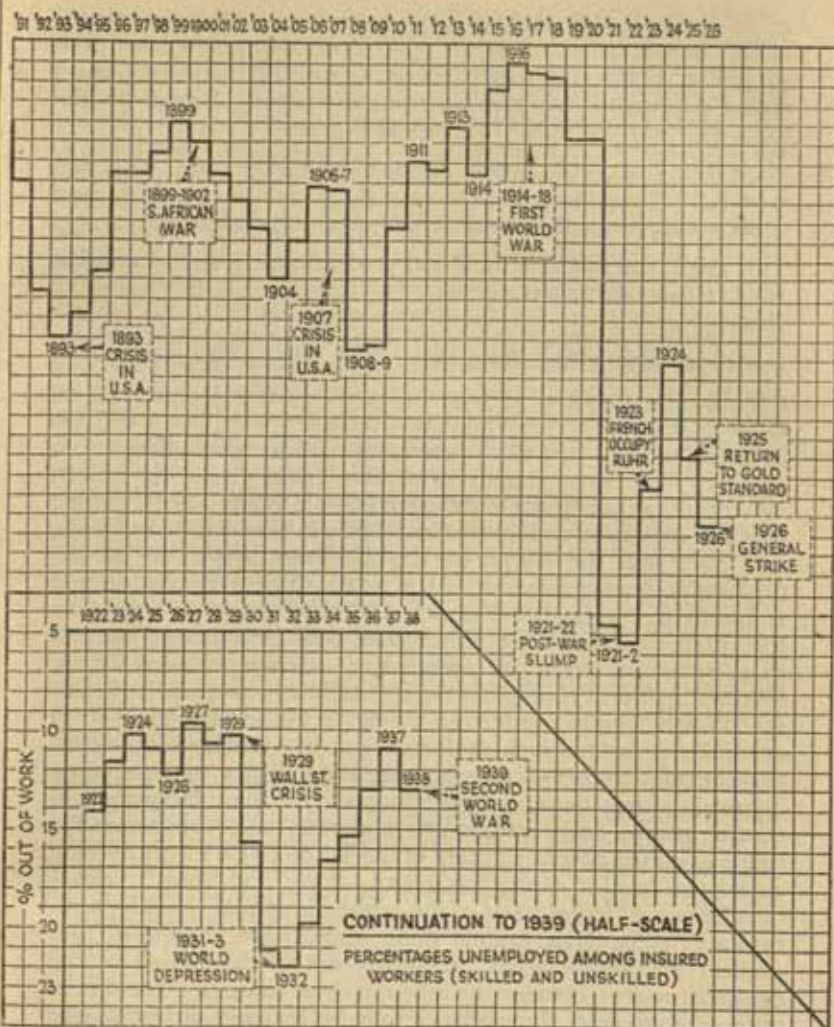 '91 '92 '93 '94 '95 '96 '97 '98 '99 1900 '01 '02 '03 '04 '05 '06 '07 '08 '09 '10 '11 '12 '13 '14 '15 '16 '17 '18 '19 '20 '21 '22 '23 '24 '25 '26
1916
1899
1913
1911
1906-7
1914
1899-1902
S. AFRICAN
WAR
1914-18
FIRST
WORLD
WAR
1904
1893
1893
CRISIS
IN
U.S.A.
1907
CRISIS
IN
U.S.A.
1908-9
1924
1923
FRENCH
OCCUPY
RUHR
1925
RETURN
TO GOLD
STANDARD
1926
1926
GENERAL
STRIKE
1921-22
POST-WAR
SLUMP
1921-2
1922 '23 '24 '25 '26 '27 '28 '29 '30 '31 '32 '33 '34 '35 '36 '37 '38
5
10
15
20
23
% OUT OF WORK
1922
1924
1926
1927
1929
1929
WALL ST.
CRISIS
1937
1938
1939
SECOND
WORLD
WAR
1931-3
WORLD
DEPRESSION
1932
CONTINUATION TO 1939 (HALF-SCALE)
PERCENTAGES UNEMPLOYED AMONG INSURED
WORKERS (SKILLED AND UNSKILLED)